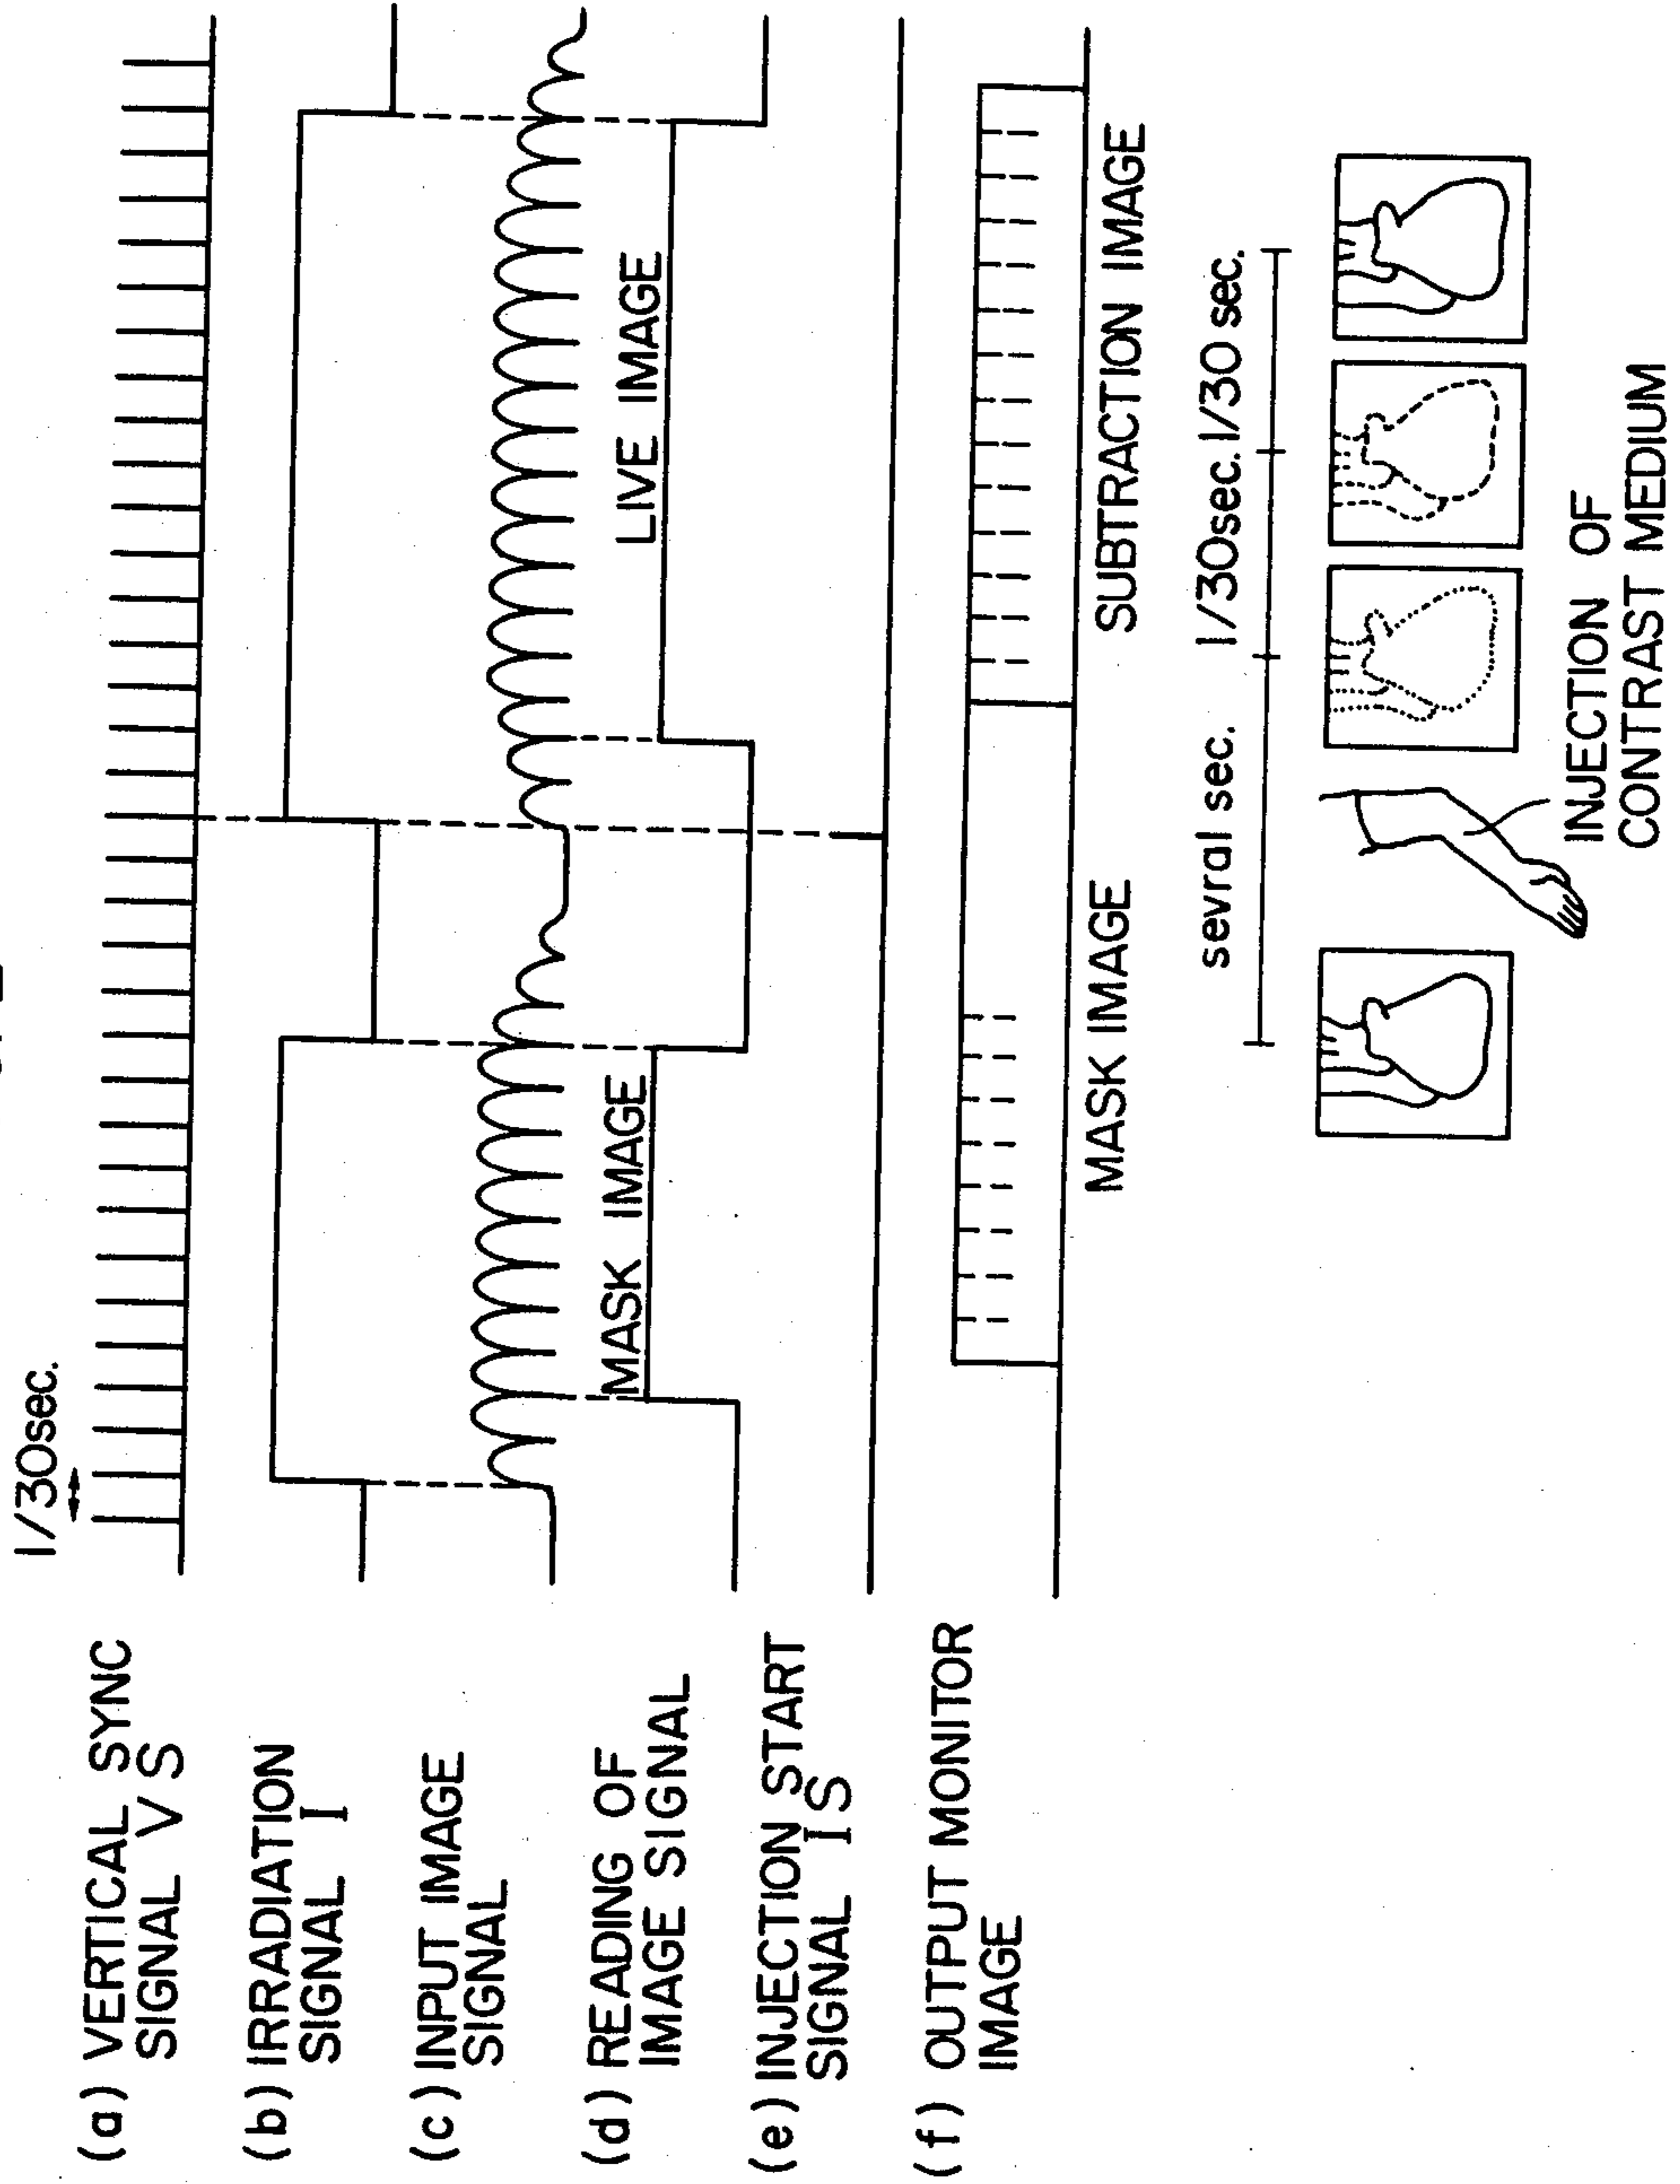 1/30sec.
(a) VERTICAL SYNC
SIGNAL VS
(b) IRRADIATION
SIGNAL I
(c) INPUT IMAGE
SIGNAL
(d) READING OF
IMAGE SIGNAL
MASK IMAGE
LIVE IMAGE
(e) INJECTION START
SIGNAL IS
(f) OUTPUT MONITOR
IMAGE
MASK IMAGE
SUBTRACTION IMAGE
sevral sec.
1/30sec.
1/30 sec.
INJECTION OF
CONTRAST MEDIUM